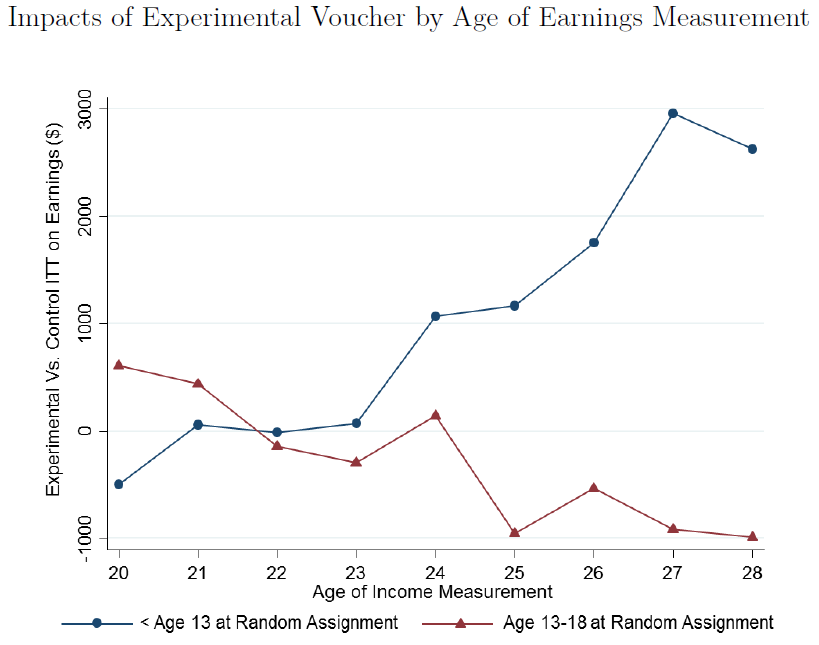 Impacts of Experimental Voucher by Age of Earnings Measurement
Experimental Vs. Control ITT on Earnings ($)
3000
2000
1000
0
-1000
20 21 22 23 24 25 26 27 28
Age of Income Measurement
< Age 13 at Random Assignment Age 13-18 at Random Assignment